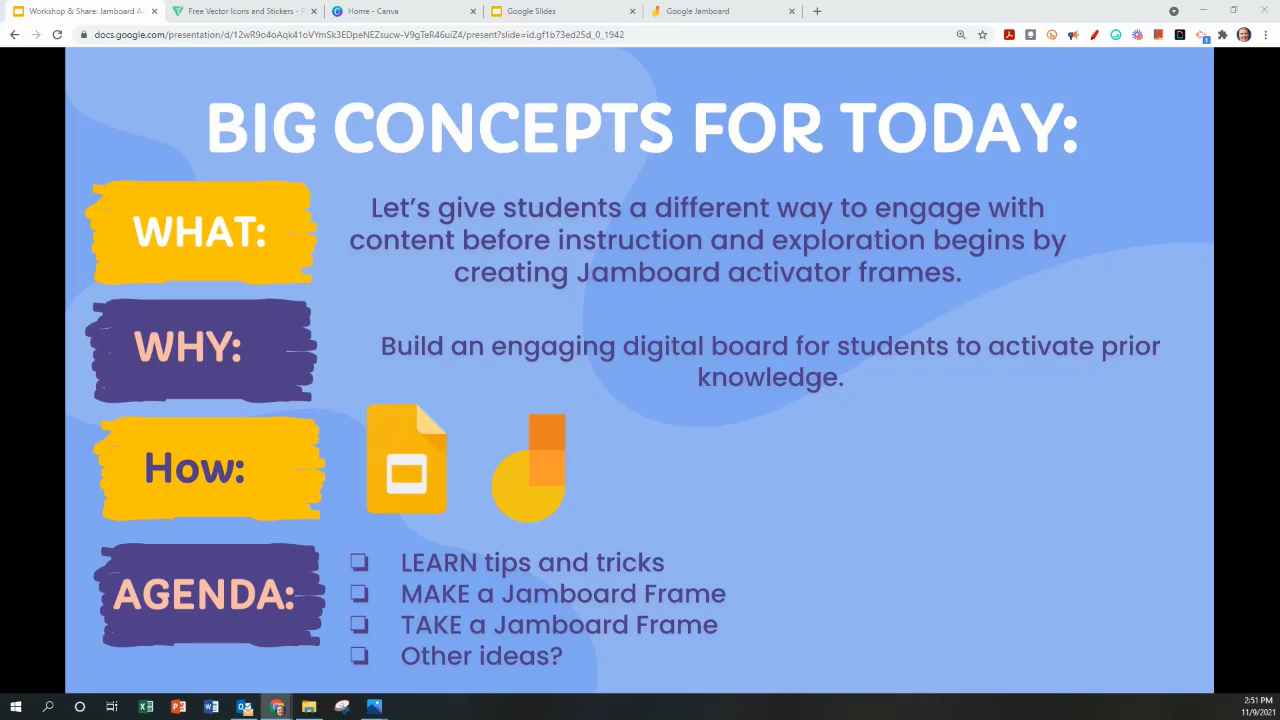 Workshop & Share: Jamboard A
Free Vector Icons and Stickers - F
Home - Canva
Google Slides
Google Jamboard
docs.google.com/presentation/d/12wR9o4oAqk41oVYmSk3EDpeNEZsucw-V9gTeR46uiZ4/present?slide=id.gf1b73ed25d_0_1942
BIG CONCEPTS FOR TODAY:
WHAT:
Let's give students a different way to engage with
content before instruction and exploration begins by
creating Jamboard activator frames.
WHY:
Build an engaging digital board for students to activate prior
knowledge.
How:
AGENDA:
LEARN tips and tricks
MAKE a Jamboard Frame
TAKE a Jamboard Frame
Other ideas?
2:51 PM
11/9/2021